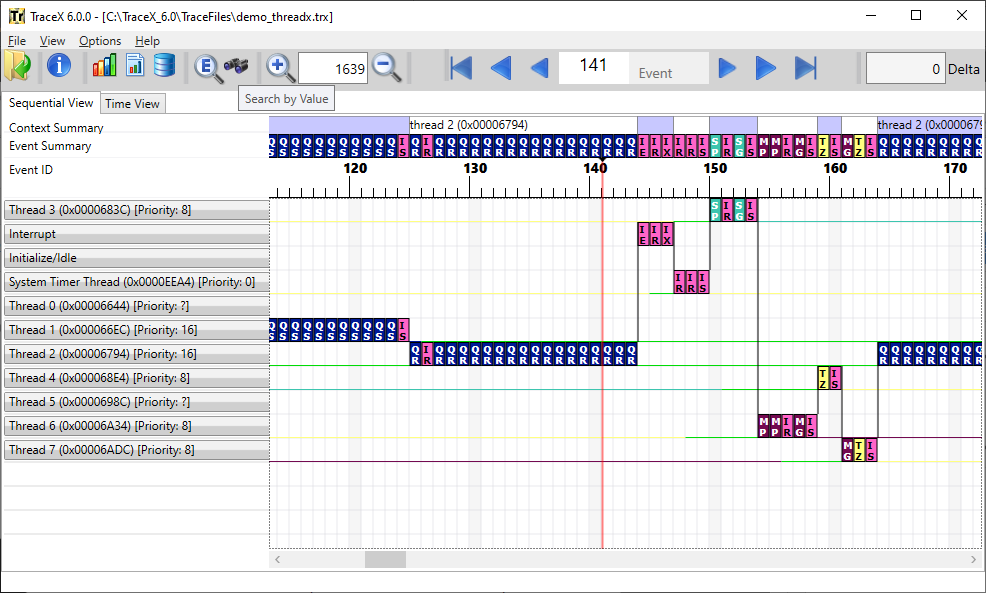 TraceX 6.0.0 - [C:\TraceX_6.0\TraceFiles\demo_threadx.trx]
File View Options Help
1639 141 Event 0 Delta
Search by Value
Sequential View Time View
Context Summary thread 2 (0x00006794) thread 2 (0x0000679
Event Summary
Event ID 120 130 140 150 160 170
Thread 3 (0x0000683C) [Priority: 8]
Interrupt
Initialize/Idle
System Timer Thread (0x0000EEA4) [Priority: 0]
Thread 0 (0x00006644) [Priority: ?]
Thread 1 (0x000066EC) [Priority: 16]
Thread 2 (0x00006794) [Priority: 16]
Thread 4 (0x000068E4) [Priority: 8]
Thread 5 (0x0000698C) [Priority: ?]
Thread 6 (0x00006A34) [Priority: 8]
Thread 7 (0x00006ADC) [Priority: 8]